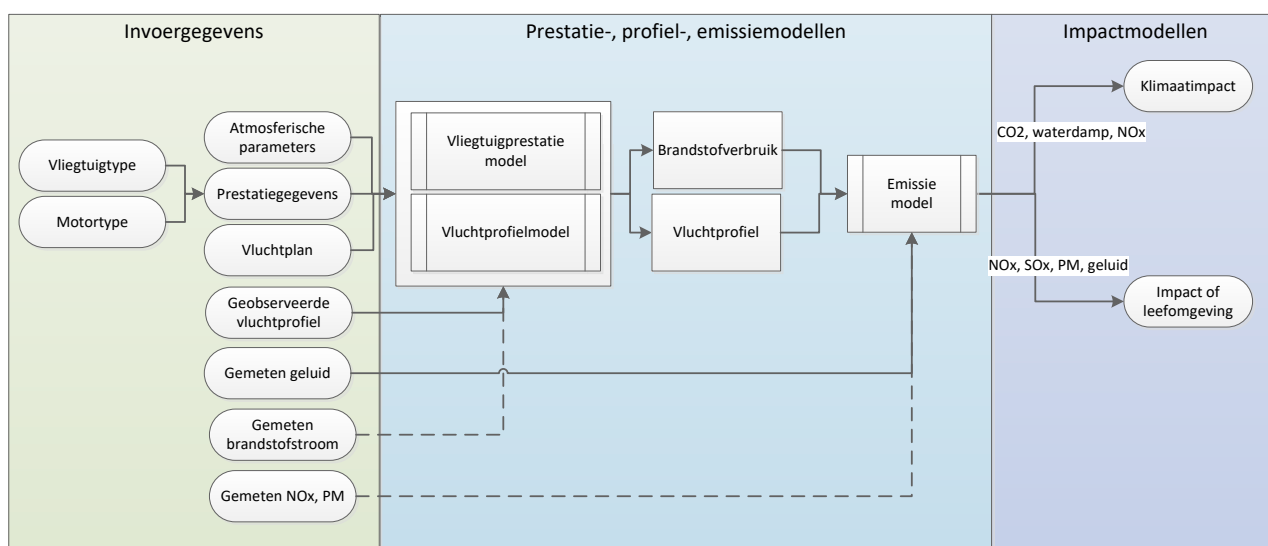 Invoergegevens
Prestatie-, profiel-, emissiemodellen
Impactmodellen
Vliegtuigtype
Motortype
Atmosferische
parameters
Prestatiegegevens
Vluchtplan
Geobserveerde
vluchtprofiel
Gemeten geluid
Gemeten
brandstofstroom
Gemeten NOx, PM
Vliegtuigprestatie
model
Vluchtprofielmodel
Brandstofverbruik
Vluchtprofiel
Emissie
model
Klimaatimpact
CO2, waterdamp, NOx
NOx, SOx, PM, geluid
Impact of
leefomgeving